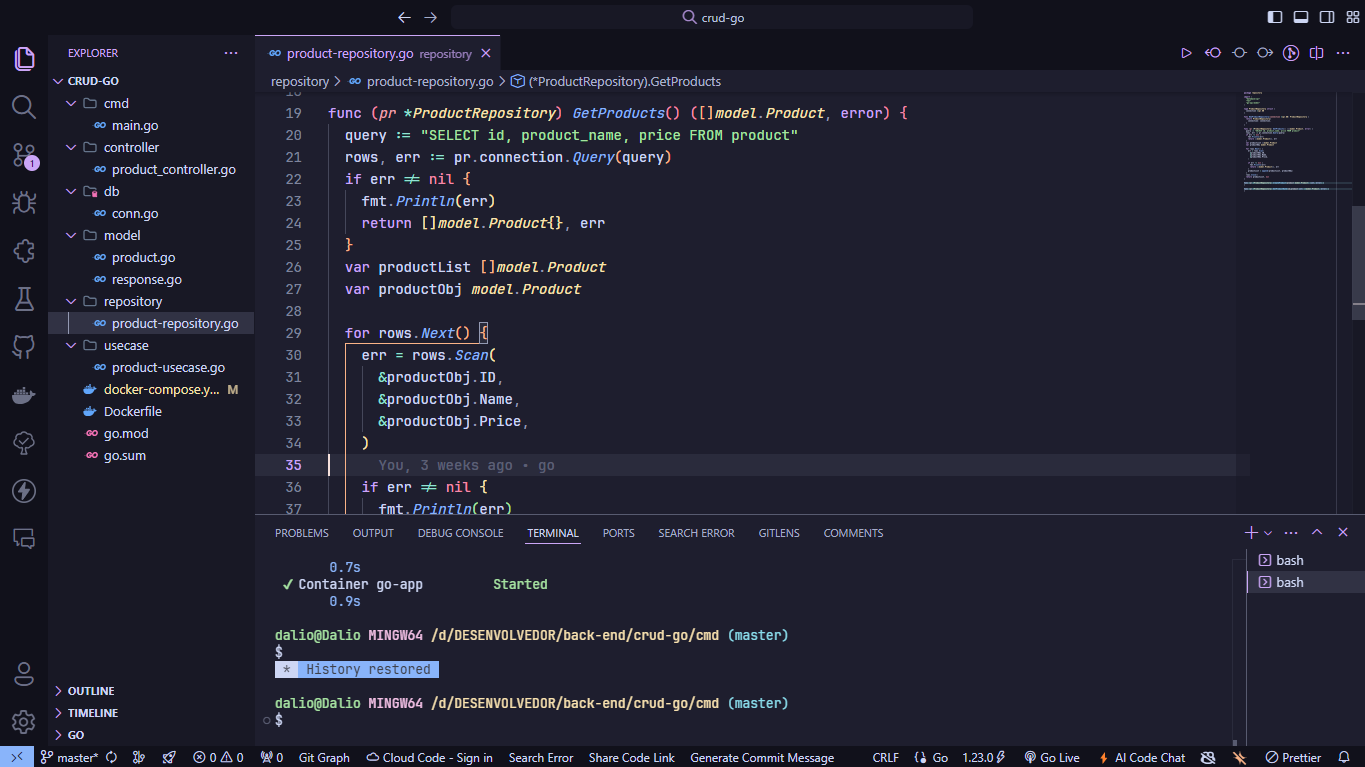 crud-go
EXPLORER
CRUD-GO
cmd
main.go
controller
product_controller.go
db
conn.go
model
product.go
response.go
repository
product-repository.go
usecase
product-usecase.go
docker-compose.y... M
Dockerfile
go.mod
go.sum
OUTLINE
TIMELINE
GO
1
product-repository.go repository
repository > product-repository.go > (*ProductRepository).GetProducts
19 func (pr *ProductRepository) GetProducts() ([]model.Product, error) {
20 query := "SELECT id, product_name, price FROM product"
21 rows, err := pr.connection.Query(query)
22 if err != nil {
23 fmt.Println(err)
24 return []model.Product{}, err
25 }
26 var productList []model.Product
27 var productObj model.Product
28
29 for rows.Next() {
30 err = rows.Scan(
31 &productObj.ID,
32 &productObj.Name,
33 &productObj.Price,
34 )
35 You, 3 weeks ago • go
36 if err != nil {
37 fmt.Println(err)
PROBLEMS OUTPUT DEBUG CONSOLE TERMINAL PORTS SEARCH ERROR GITLENS COMMENTS
0.7s
✓ Container go-app Started
0.9s
dalio@Dalio MINGW64 /d/DESENVOLVEDOR/back-end/crud-go/cmd (master)
$
* History restored
dalio@Dalio MINGW64 /d/DESENVOLVEDOR/back-end/crud-go/cmd (master)
$
bash
bash
master* 0 0 0 Git Graph Cloud Code - Sign in Search Error Share Code Link Generate Commit Message CRLF Go 1.23.0 Go Live AI Code Chat Prettier